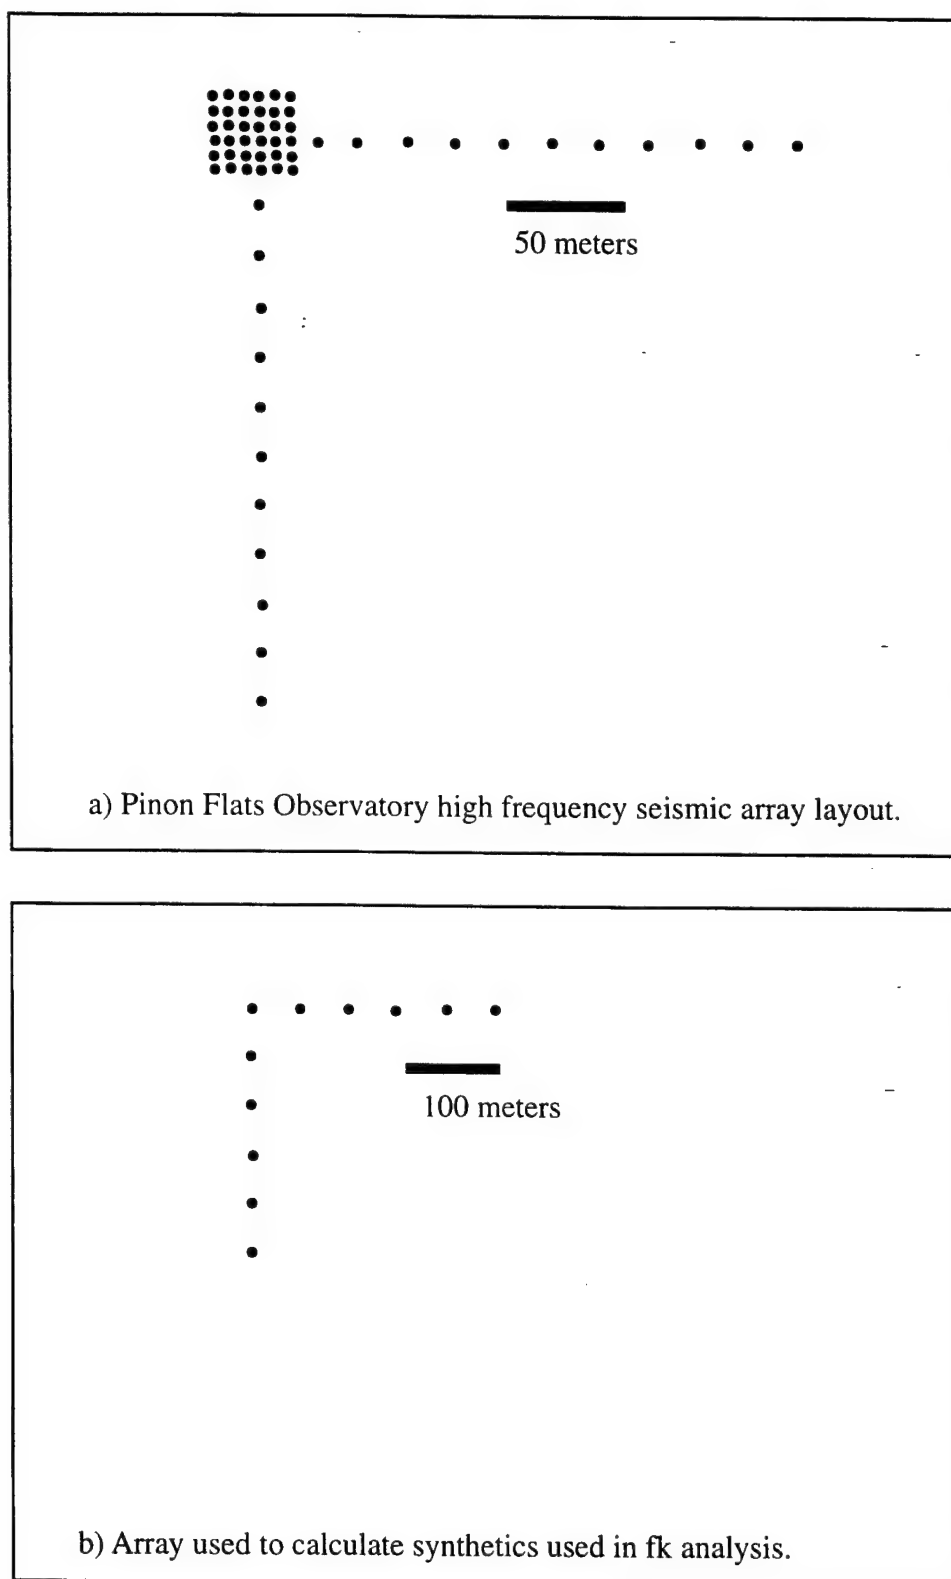 50 meters
a) Pinon Flats Observatory high frequency seismic array layout.
100 meters
b) Array used to calculate synthetics used in fk analysis.